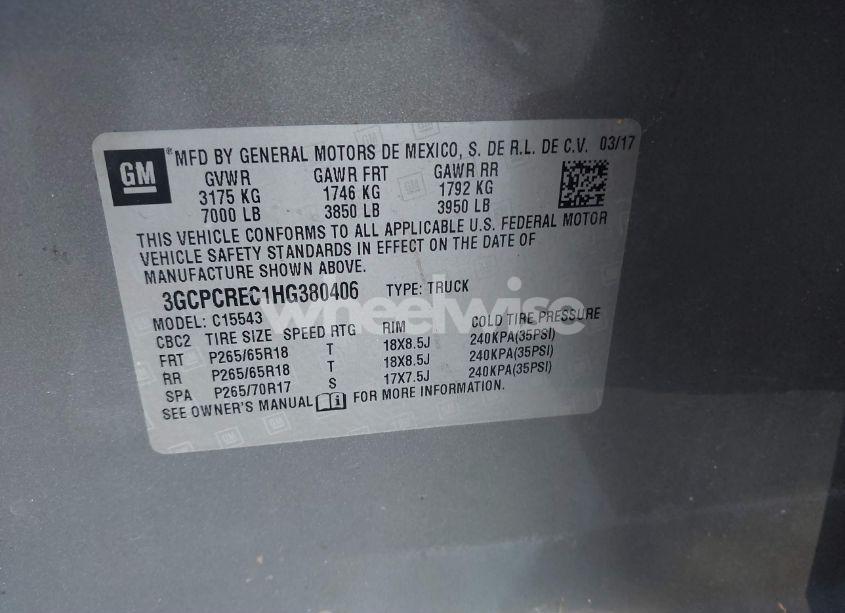 GM
MFD BY GENERAL MOTORS DE MEXICO, S. DE R.L. DE C.V. 03/17
GVWR GAWR FRT GAWR RR
3175 KG 1746 KG 1792 KG
7000 LB 3850 LB 3950 LB
THIS VEHICLE CONFORMS TO ALL APPLICABLE U.S. FEDERAL MOTOR
VEHICLE SAFETY STANDARDS IN EFFECT ON THE DATE OF
MANUFACTURE SHOWN ABOVE.
3GCPCREC1HG380406 TYPE: TRUCK
wheelwise
MODEL: C15543
CBC2 TIRE SIZE SPEED RTG RIM COLD TIRE PRESSURE
FRT P265/65R18 T 18X8.5J 240KPA(35PSI)
RR P265/65R18 T 18X8.5J 240KPA(35PSI)
SPA P265/70R17 S 17X7.5J 240KPA(35PSI)
SEE OWNER'S MANUAL FOR MORE INFORMATION.